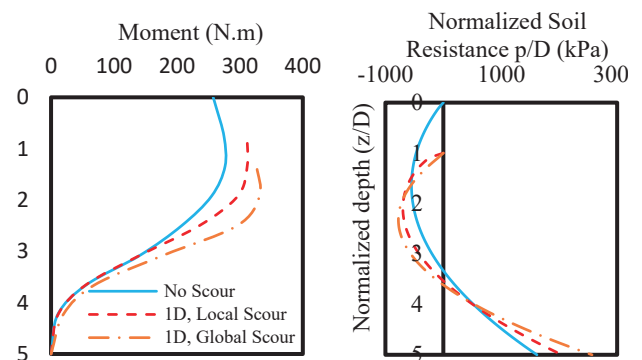 Moment (N.m)
0 100 200 300 400
0
1
2
3
4
5
No Scour
1D, Local Scour
1D, Global Scour
Normalized Soil
Resistance p/D (kPa)
-1000 1000 300
Normalized depth (z/D)
0
1
2
3
4
5